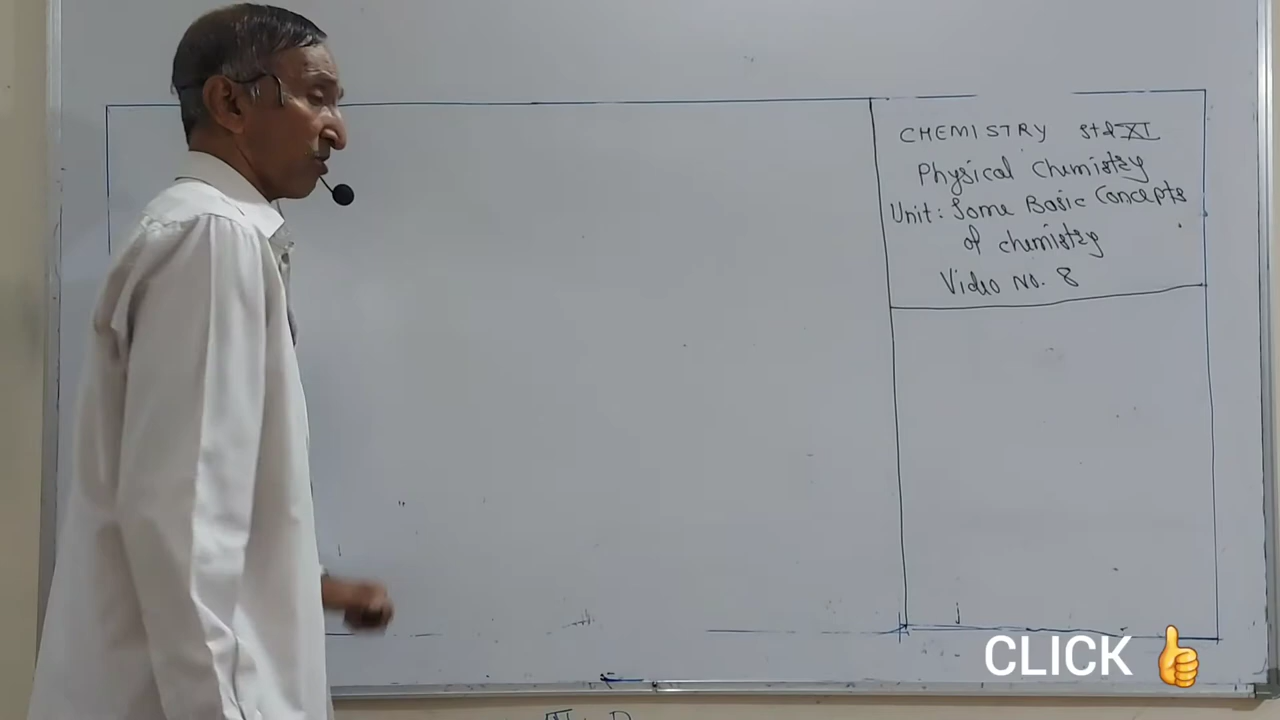 CHEMISTRY Std XI
Physical Chemistry
Unit: Some Basic Concepts
of chemistry
Video No. 8
CLICK 👍